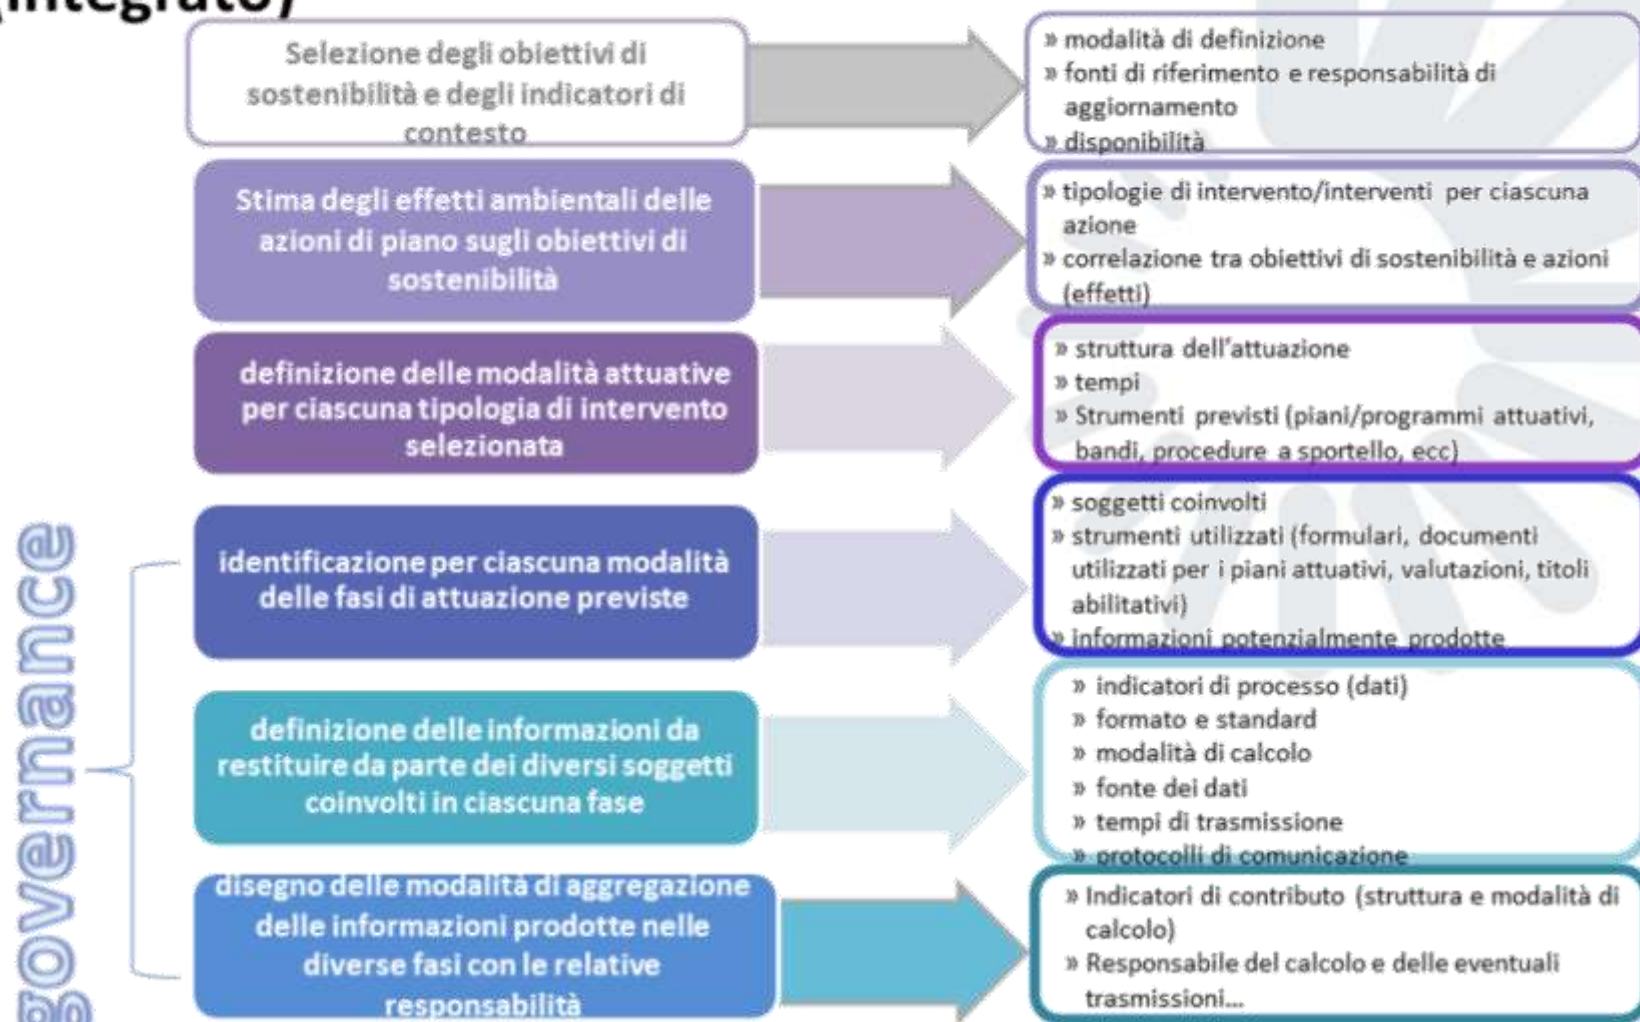 (integrato)
Selezione degli obiettivi di
sostenibilità e degli indicatori di
contesto
» modalità di definizione
» fonti di riferimento e responsabilità di
aggiornamento
» disponibilità
Stima degli effetti ambientali delle
azioni di piano sugli obiettivi di
sostenibilità
» tipologie di intervento/interventi per ciascuna
azione
» correlazione tra obiettivi di sostenibilità e azioni
(effetti)
definizione delle modalità attuative
per ciascuna tipologia di intervento
selezionata
» struttura dell'attuazione
» tempi
» Strumenti previsti (piani/programmi attuativi,
bandi, procedure a sportello, ecc)
governance
identificazione per ciascuna modalità
delle fasi di attuazione previste
» soggetti coinvolti
» strumenti utilizzati (formulari, documenti
utilizzati per i piani attuativi, valutazioni, titoli
abilitativi)
» informazioni potenzialmente prodotte
definizione delle informazioni da
restituire da parte dei diversi soggetti
coinvolti in ciascuna fase
» indicatori di processo (dati)
» formato e standard
» modalità di calcolo
» fonte dei dati
» tempi di trasmissione
» protocolli di comunicazione
disegno delle modalità di aggregazione
delle informazioni prodotte nelle
diverse fasi con le relative
responsabilità
» Indicatori di contributo (struttura e modalità di
calcolo)
» Responsabile del calcolo e delle eventuali
trasmissioni...